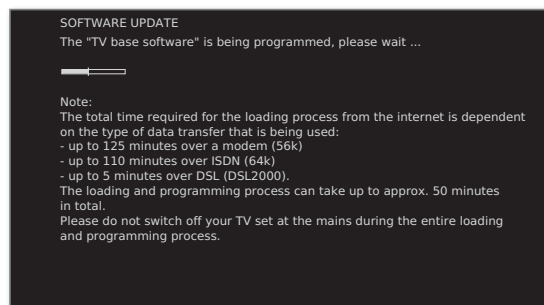 SOFTWARE UPDATE
The "TV base software" is being programmed, please wait ...
Note:
The total time required for the loading process from the internet is dependent
on the type of data transfer that is being used:
- up to 125 minutes over a modem (56k)
- up to 110 minutes over ISDN (64k)
- up to 5 minutes over DSL (DSL2000).
The loading and programming process can take up to approx. 50 minutes
in total.
Please do not switch off your TV set at the mains during the entire loading
and programming process.